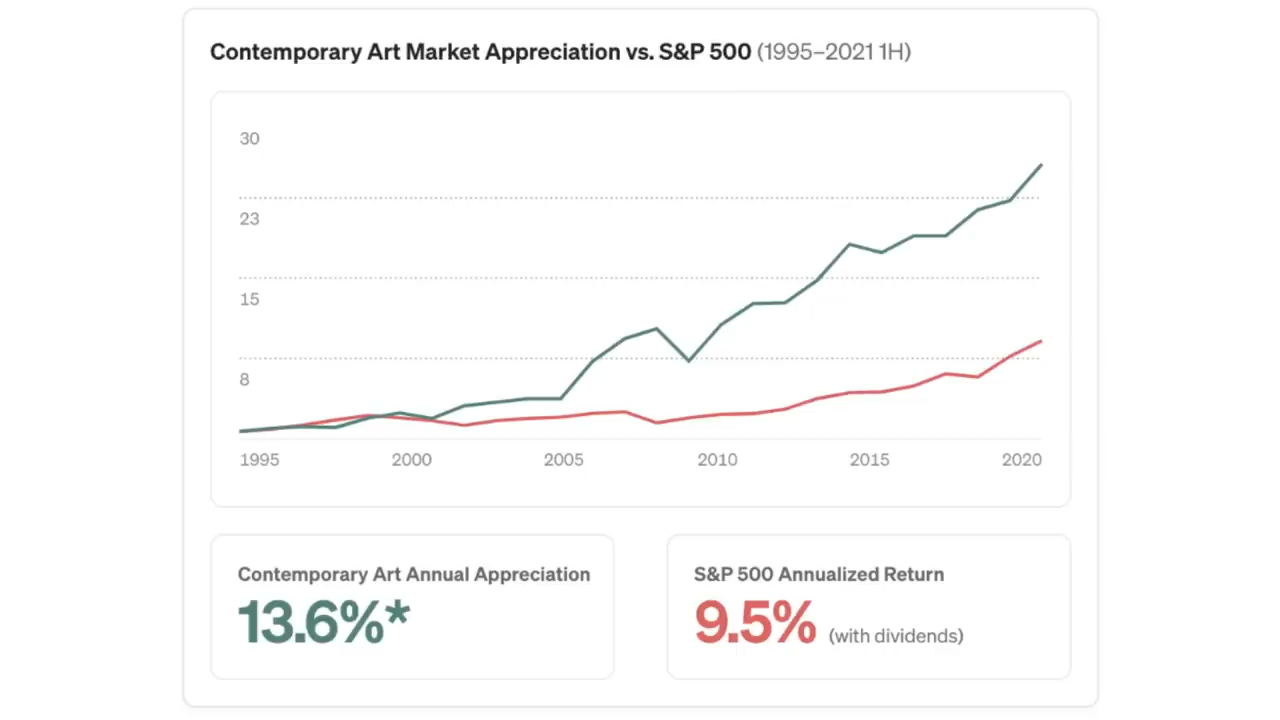 Contemporary Art Market Appreciation vs. S&P 500 (1995–2021 1H)
30
23
15
8
1995 2000 2005 2010 2015 2020
Contemporary Art Annual Appreciation
13.6%*
S&P 500 Annualized Return
9.5% (with dividends)